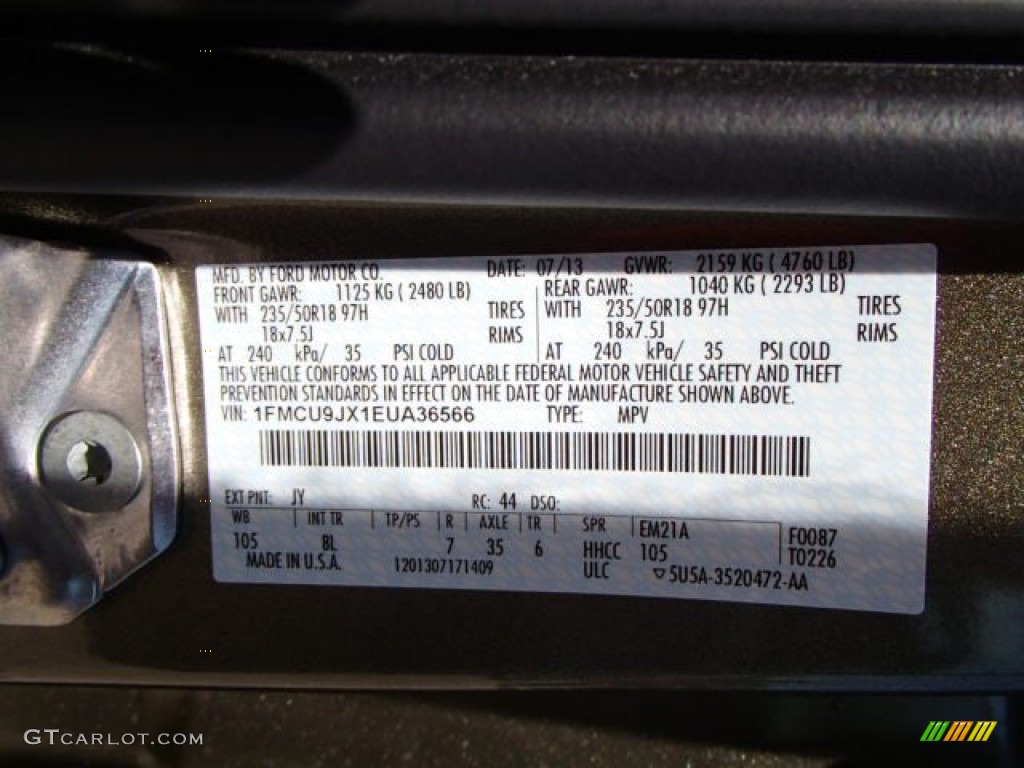 MFD. BY FORD MOTOR CO. DATE: 07/13 GVWR: 2159 KG ( 4760 LB)
FRONT GAWR: 1125 KG ( 2480 LB) REAR GAWR: 1040 KG ( 2293 LB)
WITH 235/50R18 97H TIRES WITH 235/50R18 97H TIRES
18x7.5J RIMS 18x7.5J RIMS
AT 240 kPa/ 35 PSI COLD AT 240 kPa/ 35 PSI COLD
THIS VEHICLE CONFORMS TO ALL APPLICABLE FEDERAL MOTOR VEHICLE SAFETY AND THEFT
PREVENTION STANDARDS IN EFFECT ON THE DATE OF MANUFACTURE SHOWN ABOVE.
VIN: 1FMCU9JX1EUA36566 TYPE: MPV
EXT PNT: JY RC: 44 DSO:
WB INT TR TP/PS R AXLE TR SPR EM21A F0087
105 8L 7 35 6 HHCC 105 T0226
MADE IN U.S.A. 1201307171409 ULC ▽5U5A-3520472-AA
GTCARLOT.COM